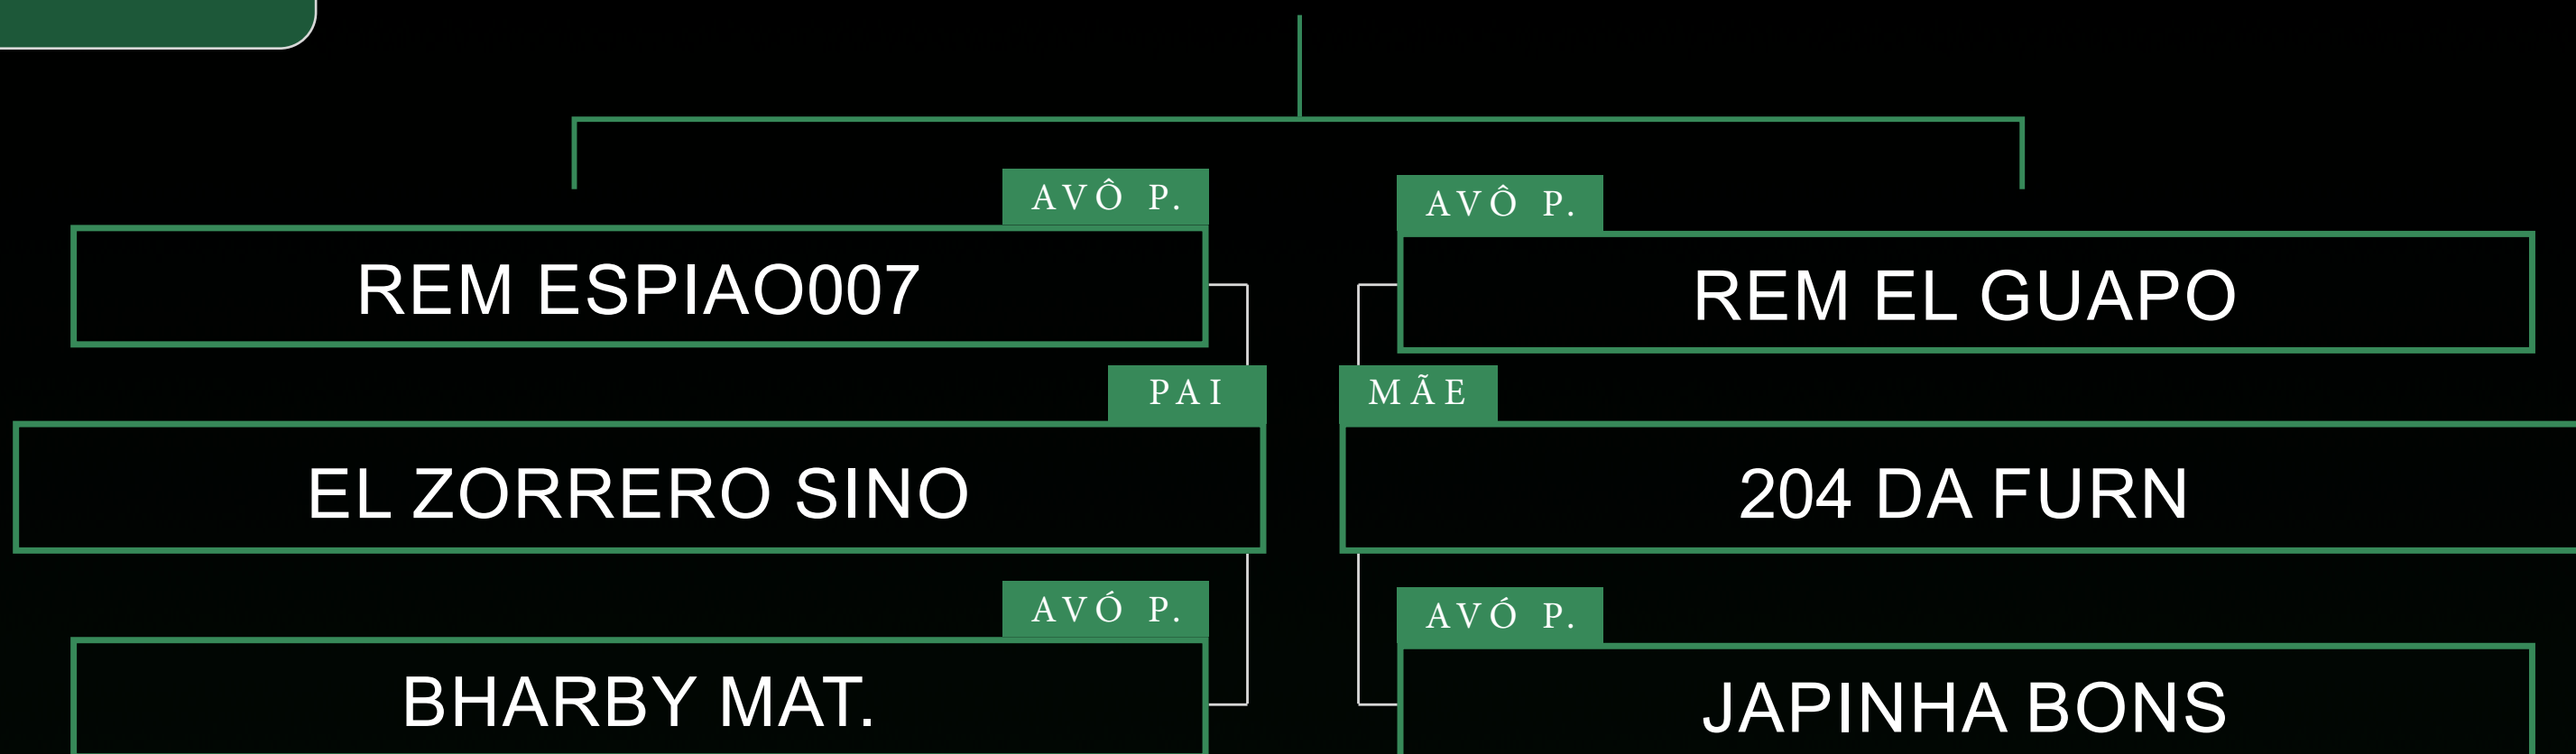 AVÔ P.
REM ESPIAO007
PAI
EL ZORRERO SINO
AVÓ P.
BHARBY MAT.
AVÔ P.
REM EL GUAPO
MÃE
204 DA FURN
AVÓ P.
JAPINHA BONS